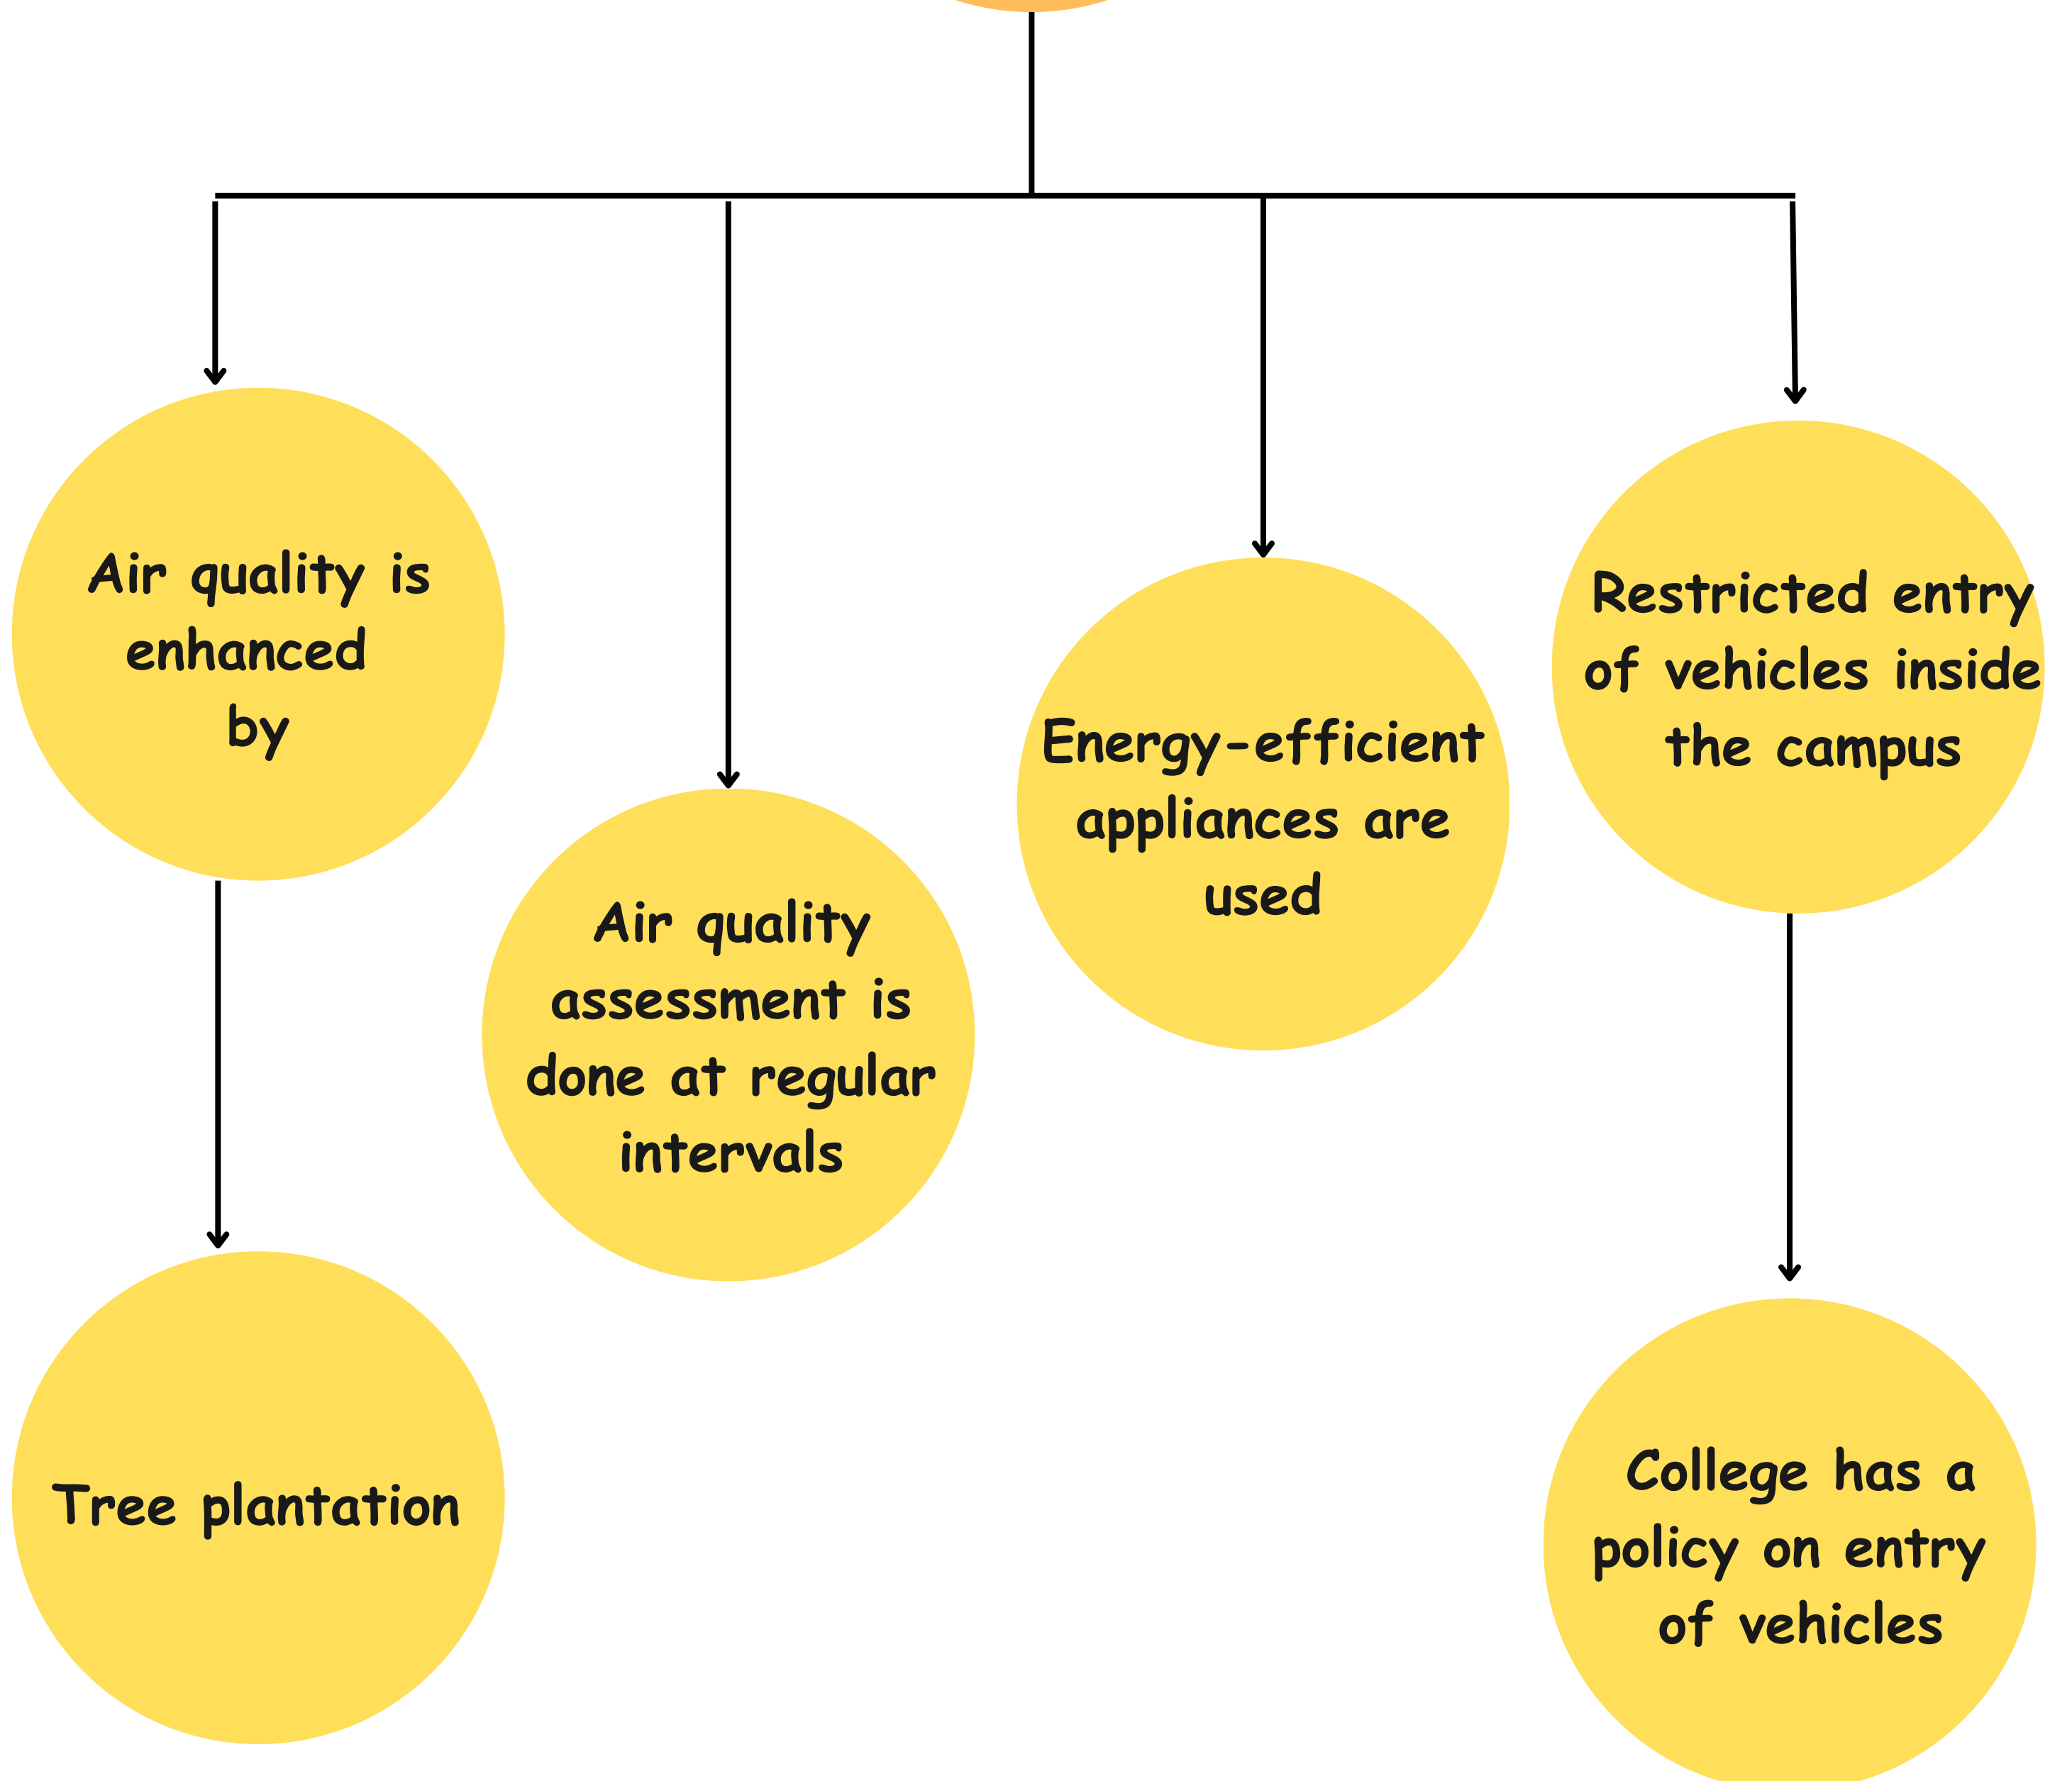 Air quality is
enhanced
by
Air quality
assessment is
done at regular
intervals
Energy-efficient
appliances are
used
Restricted entry
of vehicles inside
the campus
Tree plantation
College has a
policy on entry
of vehicles